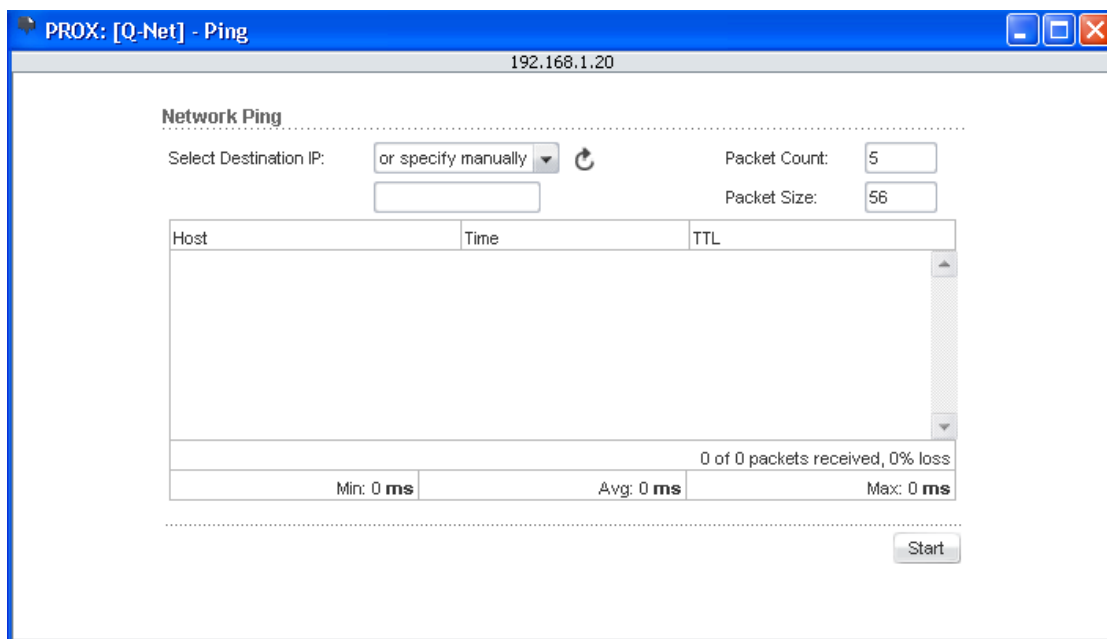 PROX: [Q-Net] - Ping
192.168.1.20
Network Ping
Select Destination IP: or specify manually Packet Count: 5
Packet Size: 56
Host Time TTL
0 of 0 packets received, 0% loss
Min: 0 ms Avg: 0 ms Max: 0 ms
Start